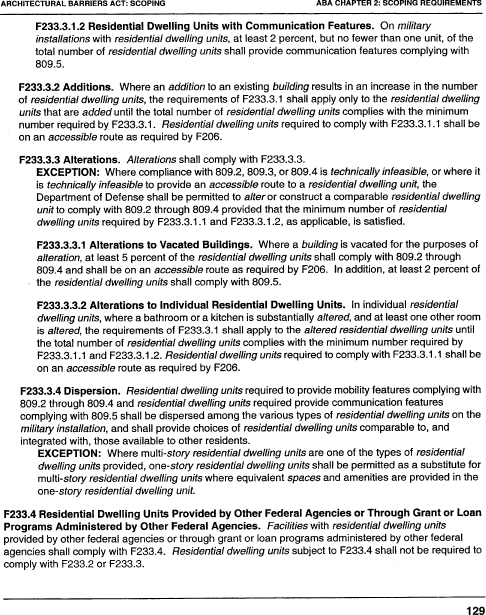 ARCHITECTURAL BARRIERS ACT: SCOPING ABA CHAPTER 2: SCOPING REQUIREMENTS
F233.3.1.2 Residential Dwelling Units with Communication Features. On military
installations with residential dwelling units, at least 2 percent, but no fewer than one unit, of the
total number of residential dwelling units shall provide communication features complying with
809.5.
F233.3.2 Additions. Where an addition to an existing building results in an increase in the number
of residential dwelling units, the requirements of F233.3.1 shall apply only to the residential dwelling
units that are added until the total number of residential dwelling units complies with the minimum
number required by F233.3.1. Residential dwelling units required to comply with F233.3.1.1 shall be
on an accessible route as required by F206.
F233.3.3 Alterations. Alterations shall comply with F233.3.3.
EXCEPTION: Where compliance with 809.2, 809.3, or 809.4 is technically infeasible, or where it
is technically infeasible to provide an accessible route to a residential dwelling unit, the
Department of Defense shall be permitted to alter or construct a comparable residential dwelling
unit to comply with 809.2 through 809.4 provided that the minimum number of residential
dwelling units required by F233.3.1.1 and F233.3.1.2, as applicable, is satisfied.
F233.3.3.1 Alterations to Vacated Buildings. Where a building is vacated for the purposes of
alteration, at least 5 percent of the residential dwelling units shall comply with 809.2 through
809.4 and shall be on an accessible route as required by F206. In addition, at least 2 percent of
the residential dwelling units shall comply with 809.5.
F233.3.3.2 Alterations to Individual Residential Dwelling Units. In individual residential
dwelling units, where a bathroom or a kitchen is substantially altered, and at least one other room
is altered, the requirements of F233.3.1 shall apply to the altered residential dwelling units until
the total number of residential dwelling units complies with the minimum number required by
F233.3.1.1 and F233.3.1.2. Residential dwelling units required to comply with F233.3.1.1 shall be
on an accessible route as required by F206.
F233.3.4 Dispersion. Residential dwelling units required to provide mobility features complying with
809.2 through 809.4 and residential dwelling units required provide communication features
complying with 809.5 shall be dispersed among the various types of residential dwelling units on the
military installation, and shall provide choices of residential dwelling units comparable to, and
integrated with, those available to other residents.
EXCEPTION: Where multi-story residential dwelling units are one of the types of residential
dwelling units provided, one-story residential dwelling units shall be permitted as a substitute for
multi-story residential dwelling units where equivalent spaces and amenities are provided in the
one-story residential dwelling unit.
F233.4 Residential Dwelling Units Provided by Other Federal Agencies or Through Grant or Loan
Programs Administered by Other Federal Agencies. Facilities with residential dwelling units
provided by other federal agencies or through grant or loan programs administered by other federal
agencies shall comply with F233.4. Residential dwelling units subject to F233.4 shall not be required to
comply with F233.2 or F233.3.
129